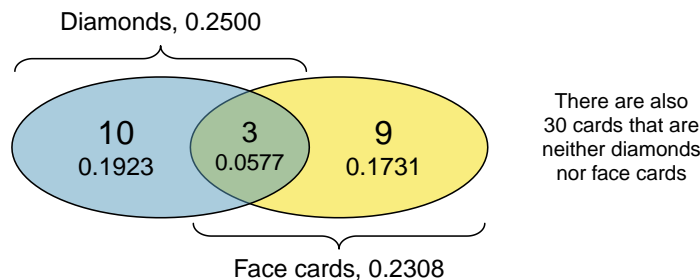 Diamonds, 0.2500
10
0.1923
3
0.0577
9
0.1731
There are also
30 cards that are
neither diamonds
nor face cards
Face cards, 0.2308